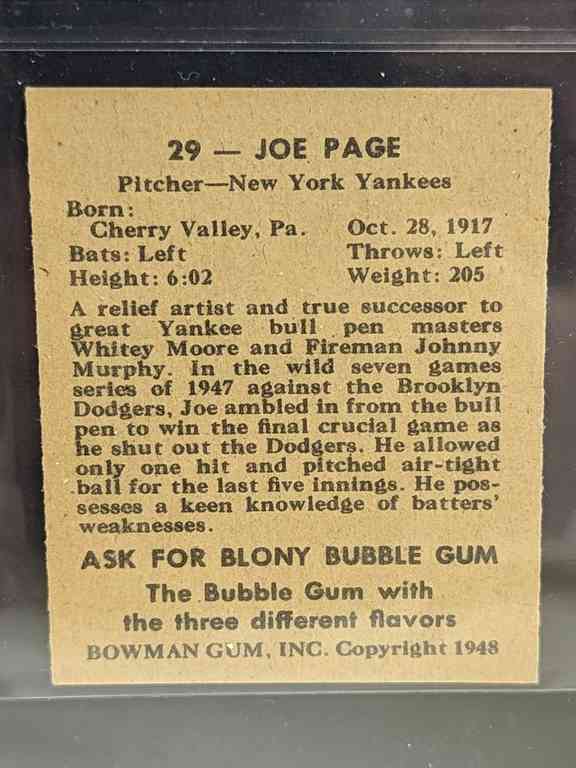 29 — JOE PAGE
Pitcher—New York Yankees
Born:
Cherry Valley, Pa. Oct. 28, 1917
Bats: Left Throws: Left
Height: 6:02 Weight: 205
A relief artist and true successor to
great Yankee bull pen masters
Whitey Moore and Fireman Johnny
Murphy. In the wild seven games
series of 1947 against the Brooklyn
Dodgers, Joe ambled in from the bull
pen to win the final crucial game as
he shut out the Dodgers. He allowed
only one hit and pitched air-tight
ball for the last five innings. He pos-
sesses a keen knowledge of batters'
weaknesses.
ASK FOR BLONY BUBBLE GUM
The Bubble Gum with
the three different flavors
BOWMAN GUM, INC. Copyright 1948